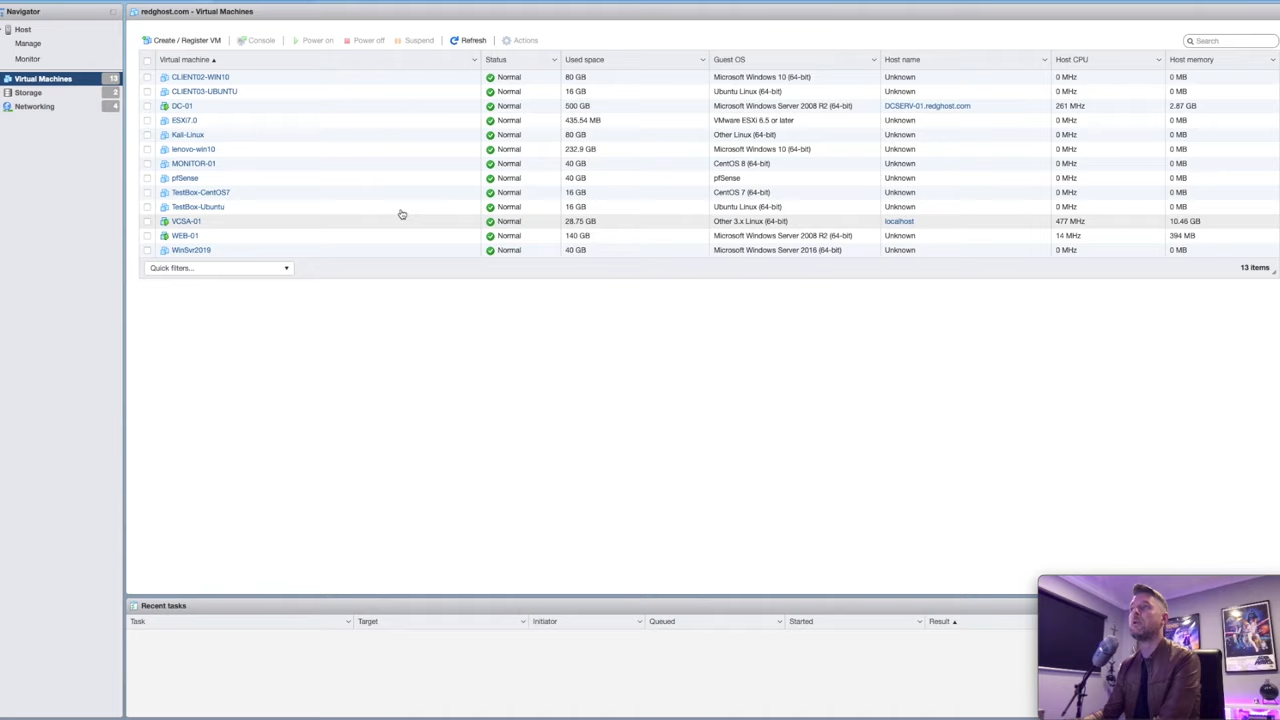 Navigator
redghost.com - Virtual Machines
Host
Manage
Monitor
Virtual Machines 13
Storage 2
Networking 4
Create / Register VM Console Power on Power off Suspend Refresh Actions Search
Virtual machine Status Used space Guest OS Host name Host CPU Host memory
CLIENT02-WIN10 Normal 80 GB Microsoft Windows 10 (64-bit) Unknown 0 MHz 0 MB
CLIENT03-UBUNTU Normal 16 GB Ubuntu Linux (64-bit) Unknown 0 MHz 0 MB
DC-01 Normal 500 GB Microsoft Windows Server 2008 R2 (64-bit) DCSERV-01.redghost.com 261 MHz 2.87 GB
ESXi7.0 Normal 435.54 MB VMware ESXi 6.5 or later Unknown 0 MHz 0 MB
Kali-Linux Normal 80 GB Other Linux (64-bit) Unknown 0 MHz 0 MB
lenovo-win10 Normal 232.9 GB Microsoft Windows 10 (64-bit) Unknown 0 MHz 0 MB
MONITOR-01 Normal 40 GB CentOS 8 (64-bit) Unknown 0 MHz 0 MB
pfSense Normal 40 GB pfSense Unknown 0 MHz 0 MB
TestBox-CentOS7 Normal 16 GB CentOS 7 (64-bit) Unknown 0 MHz 0 MB
TestBox-Ubuntu Normal 16 GB Ubuntu Linux (64-bit) Unknown 0 MHz 0 MB
VCSA-01 Normal 28.75 GB Other 3.x Linux (64-bit) localhost 477 MHz 10.46 GB
WEB-01 Normal 140 GB Microsoft Windows Server 2008 R2 (64-bit) Unknown 14 MHz 394 MB
WinSvr2019 Normal 40 GB Microsoft Windows Server 2016 (64-bit) Unknown 0 MHz 0 MB
Quick filters... 13 items
Recent tasks
Task Target Initiator Queued Started Result